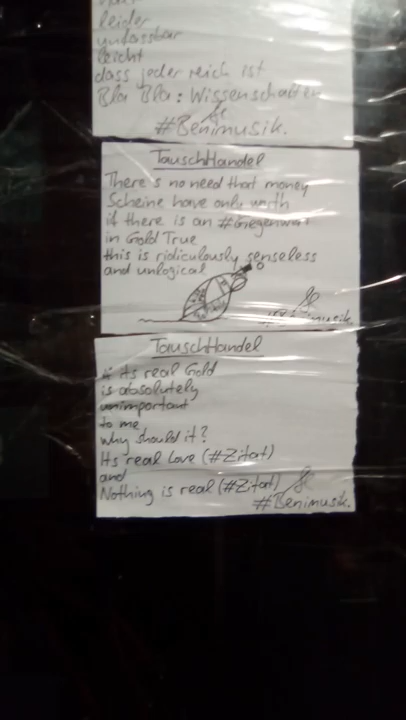 leider
unfassbar
leicht
dass jeder reich ist
Bla Bla: Wissenschaften
#Benimusik.
TauschHandel
There's no need that money
Scheine have only worth
if there is an #Gegenwert
in Gold True
this is ridiculously senseless
and unlogical
TauschHandel
if its real Gold
is absolutely
unimportant
to me
why should it?
Its real Love (#Zitat)
and
Nothing is real (#Zitat)
#Benimusik.